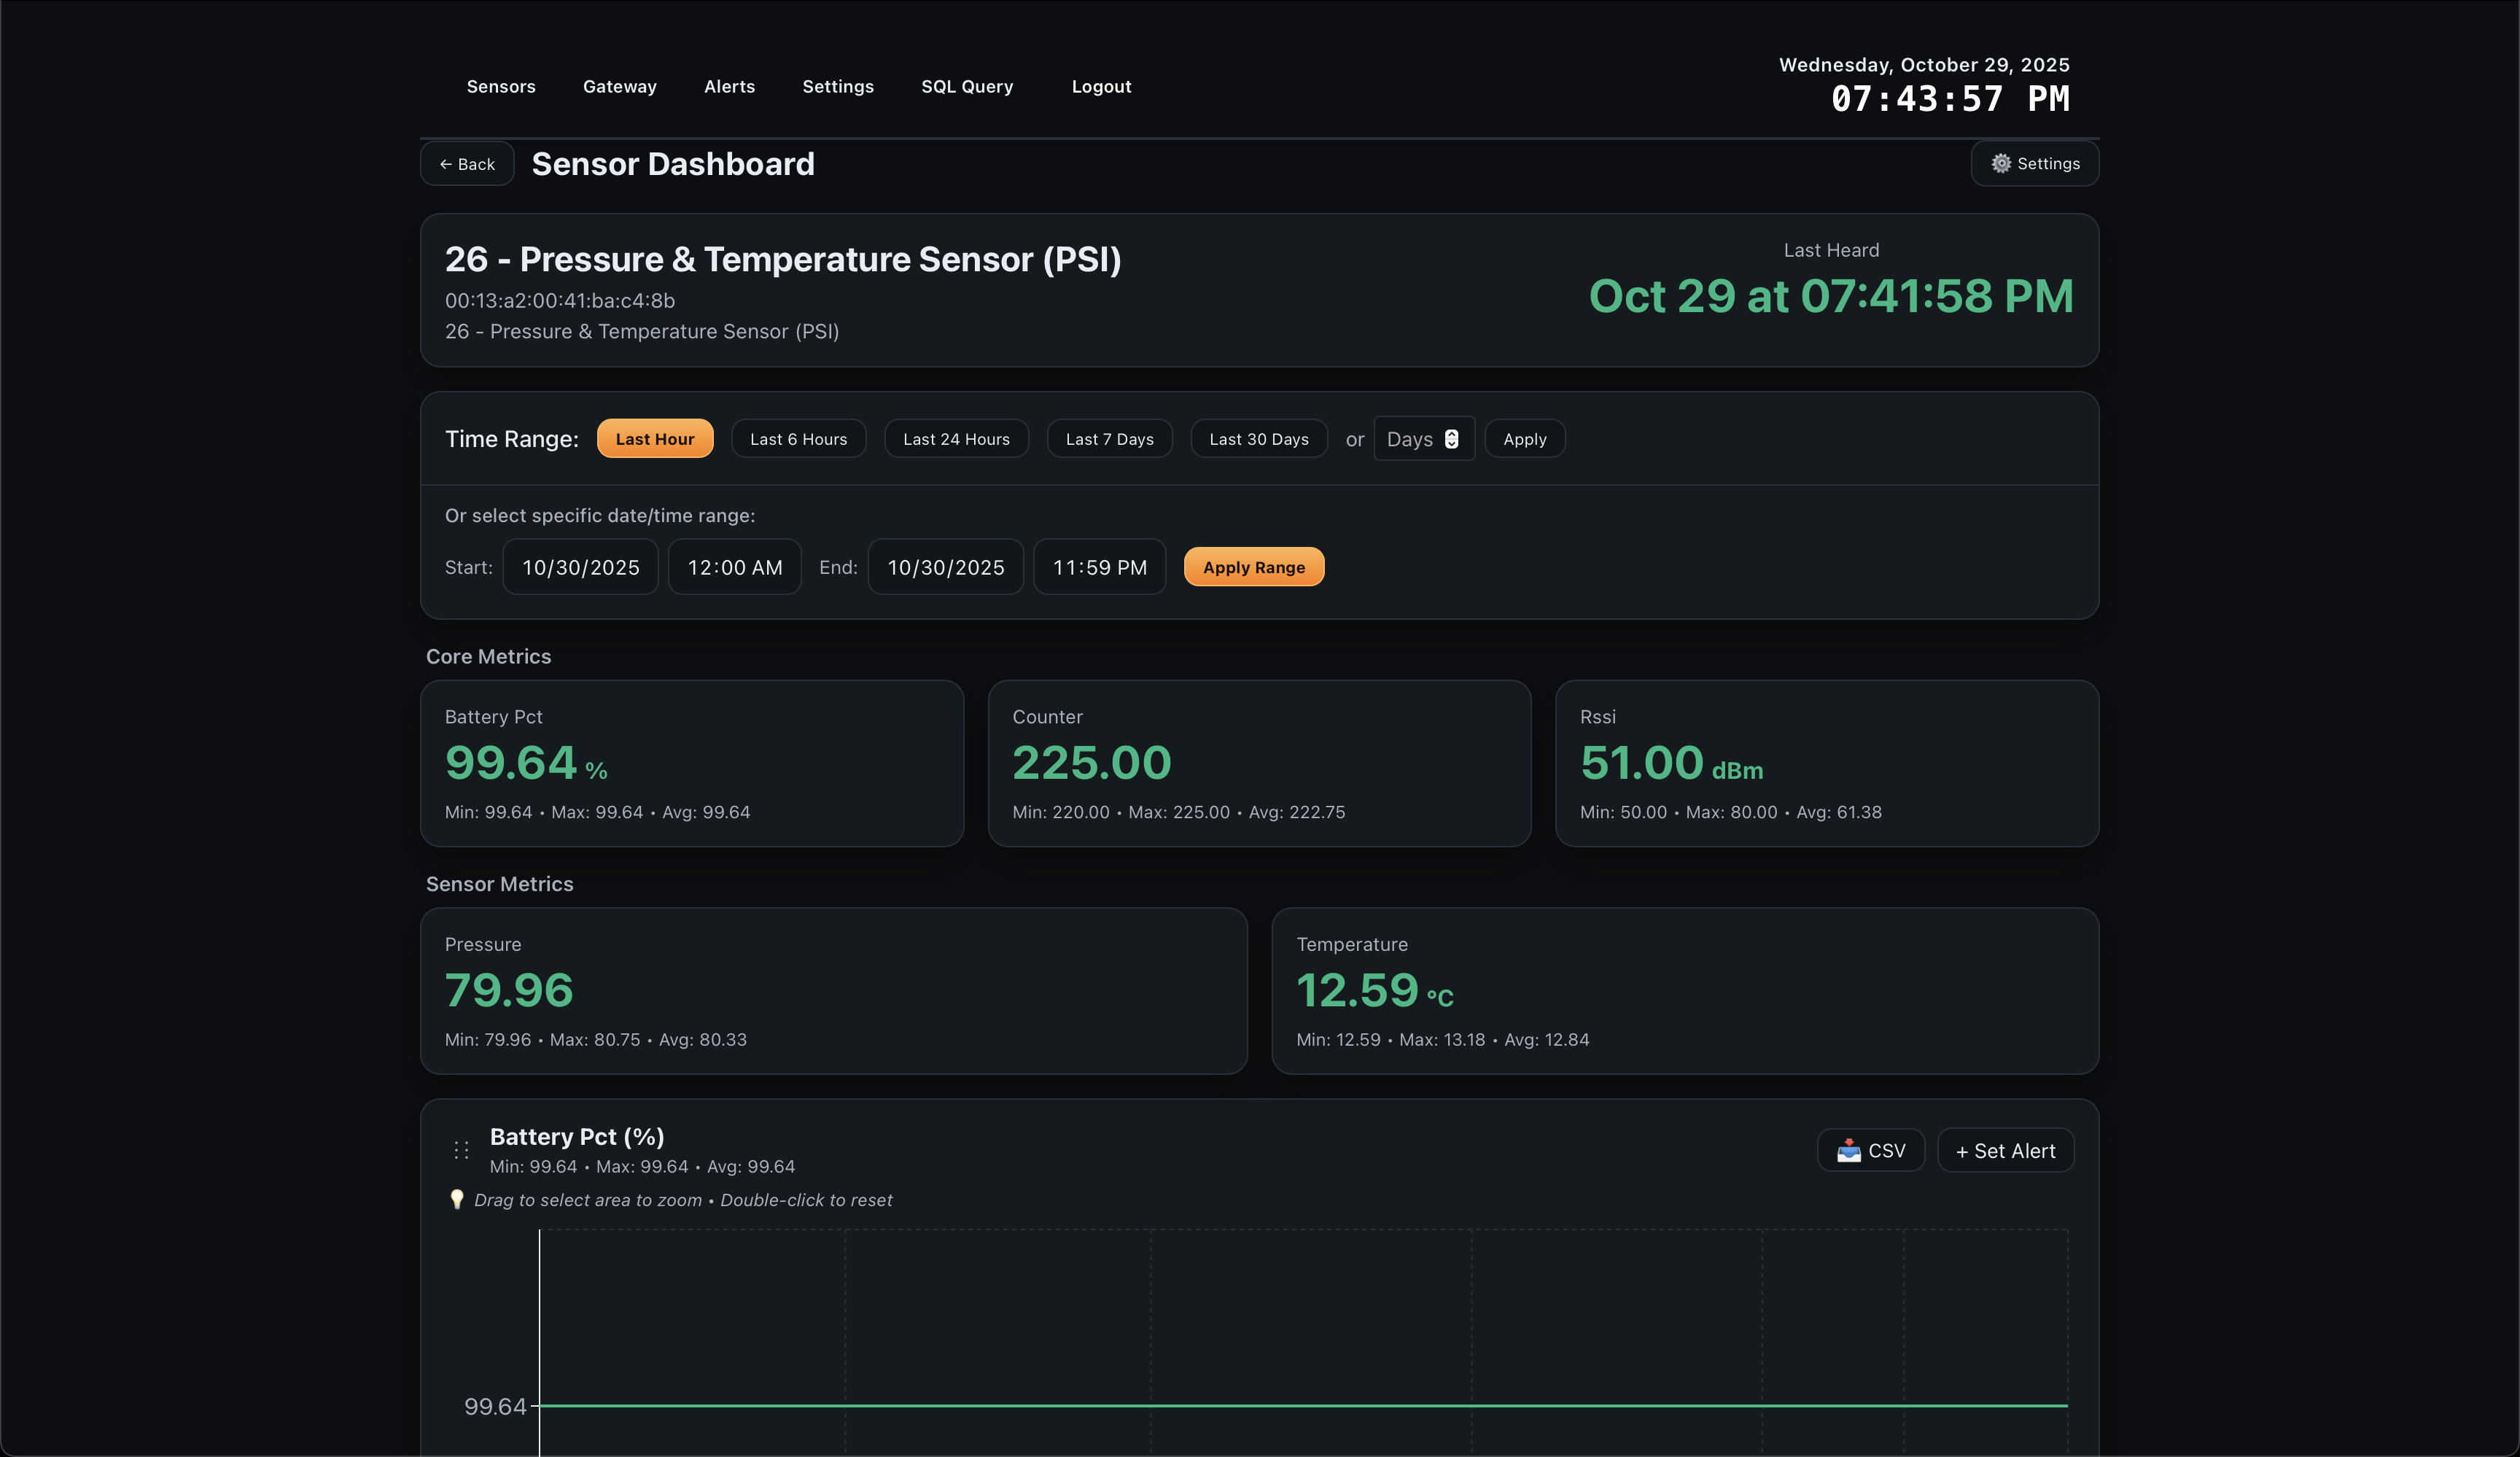 Sensors Gateway Alerts Settings SQL Query Logout
Wednesday, October 29, 2025
07:43:57 PM
← Back Sensor Dashboard
⚙️ Settings
26 - Pressure & Temperature Sensor (PSI)
00:13:a2:00:41:ba:c4:8b
26 - Pressure & Temperature Sensor (PSI)
Last Heard
Oct 29 at 07:41:58 PM
Time Range: Last Hour Last 6 Hours Last 24 Hours Last 7 Days Last 30 Days or Days Apply
Or select specific date/time range:
Start: 10/30/2025 12:00 AM End: 10/30/2025 11:59 PM Apply Range
Core Metrics
Battery Pct
99.64 %
Min: 99.64 • Max: 99.64 • Avg: 99.64
Counter
225.00
Min: 220.00 • Max: 225.00 • Avg: 222.75
Rssi
51.00 dBm
Min: 50.00 • Max: 80.00 • Avg: 61.38
Sensor Metrics
Pressure
79.96
Min: 79.96 • Max: 80.75 • Avg: 80.33
Temperature
12.59 °C
Min: 12.59 • Max: 13.18 • Avg: 12.84
Battery Pct (%)
Min: 99.64 • Max: 99.64 • Avg: 99.64
📥 CSV + Set Alert
💡 Drag to select area to zoom • Double-click to reset
99.64